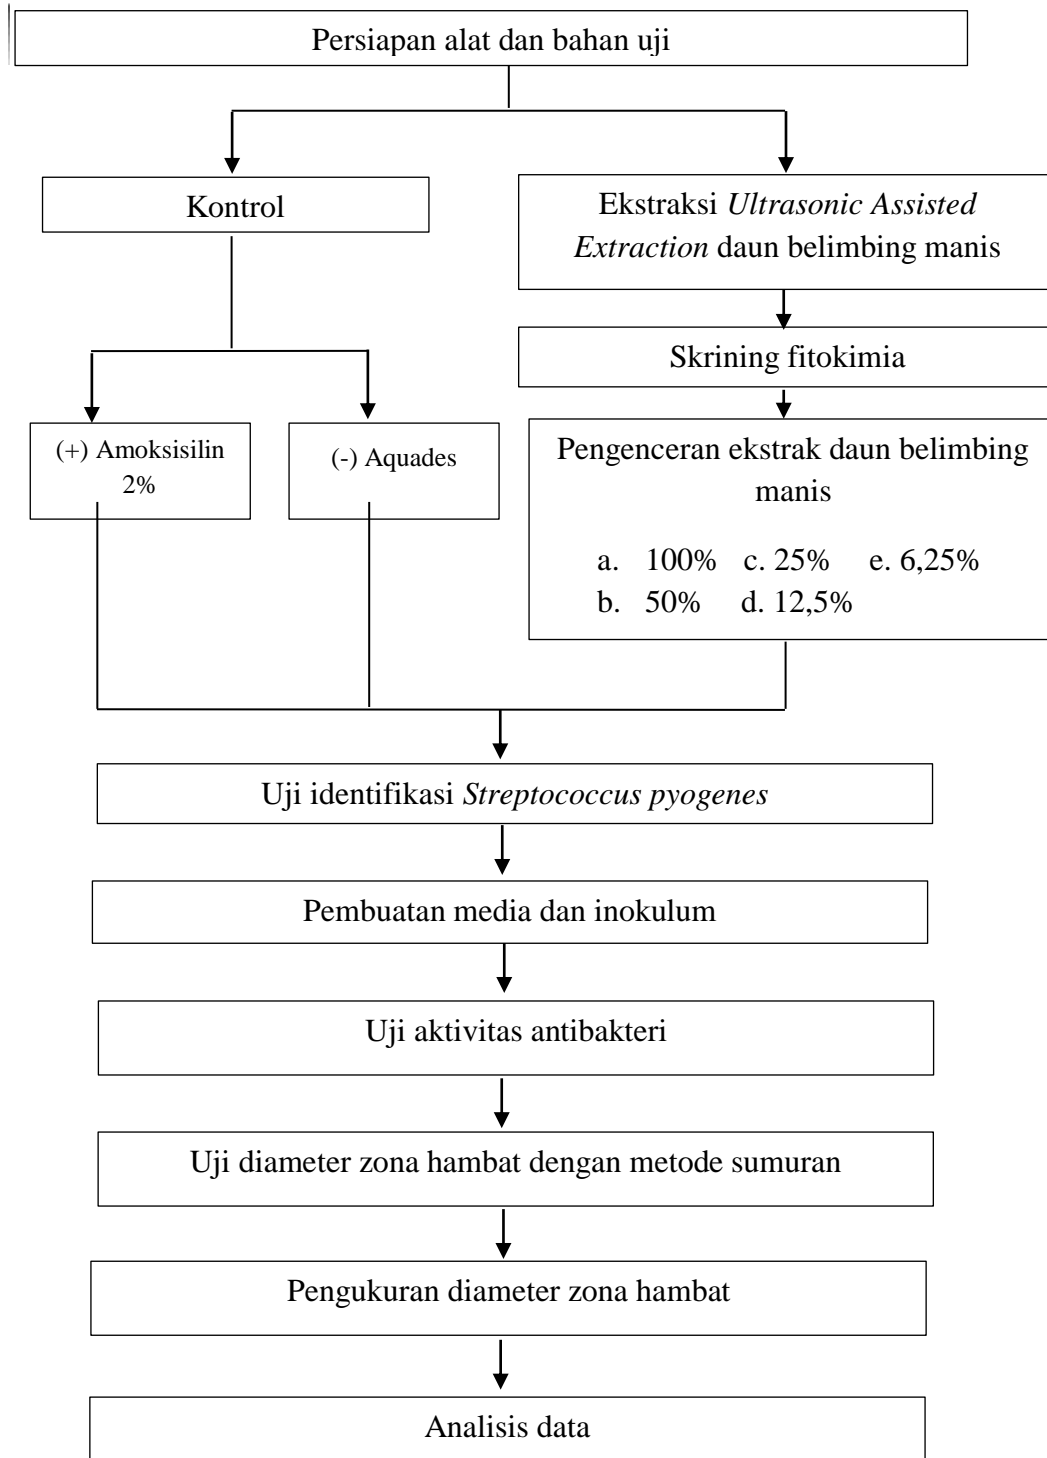 Persiapan alat dan bahan uji
Kontrol
Ekstraksi Ultrasonic Assisted
Extraction daun belimbing manis
Skrining fitokimia
(+) Amoksisilin
2%
(-) Aquades
Pengenceran ekstrak daun belimbing
manis
a. 100% c. 25% e. 6,25%
b. 50% d. 12,5%
Uji identifikasi Streptococcus pyogenes
Pembuatan media dan inokulum
Uji aktivitas antibakteri
Uji diameter zona hambat dengan metode sumuran
Pengukuran diameter zona hambat
Analisis data